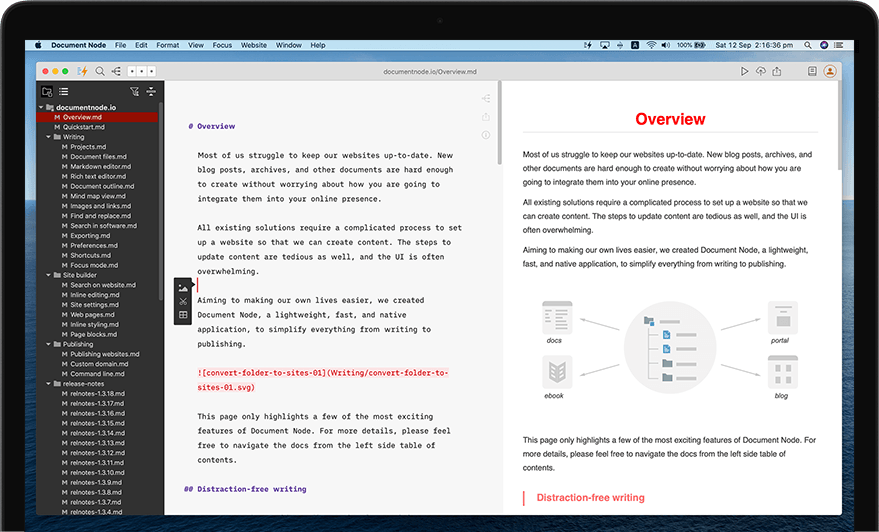 Document Node File Edit Format View Focus Website Window Help
100% Sat 12 Sep 2:16:36 pm
documentnode.io/Overview.md
documentnode.io
Overview.md
Quickstart.md
Writing
Projects.md
Document files.md
Markdown editor.md
Rich text editor.md
Document outline.md
Mind map view.md
Images and links.md
Find and replace.md
Search in software.md
Exporting.md
Preferences.md
Shortcuts.md
Focus mode.md
Site builder
Search on website.md
Inline editing.md
Site settings.md
Web pages.md
Inline styling.md
Page blocks.md
Publishing
Publishing websites.md
Custom domain.md
Command line.md
release-notes
relnotes-1.3.18.md
relnotes-1.3.17.md
relnotes-1.3.16.md
relnotes-1.3.15.md
relnotes-1.3.14.md
relnotes-1.3.13.md
relnotes-1.3.12.md
relnotes-1.3.11.md
relnotes-1.3.10.md
relnotes-1.3.9.md
relnotes-1.3.8.md
relnotes-1.3.7.md
relnotes-1.3.4.md
# Overview
Most of us struggle to keep our websites up-to-date. New
blog posts, archives, and other documents are hard enough
to create without worrying about how you are going to
integrate them into your online presence.
All existing solutions require a complicated process to set
up a website so that we can create content. The steps to
update content are tedious as well, and the UI is often
overwhelming.
Aiming to making our own lives easier, we created
Document Node, a lightweight, fast, and native
application, to simplify everything from writing to
publishing.
![convert-folder-to-sites-01](Writing/convert-folder-to-
sites-01.svg)
This page only highlights a few of the most exciting
features of Document Node. For more details, please feel
free to navigate the docs from the left side table of
contents.
## Distraction-free writing
Overview
Most of us struggle to keep our websites up-to-date. New blog posts, archives, and
other documents are hard enough to create without worrying about how you are
going to integrate them into your online presence.
All existing solutions require a complicated process to set up a website so that we
can create content. The steps to update content are tedious as well, and the UI is
often overwhelming.
Aiming to making our own lives easier, we created Document Node, a lightweight,
fast, and native application, to simplify everything from writing to publishing.
docs
portal
ebook
blog
This page only highlights a few of the most exciting features of Document Node. For
more details, please feel free to navigate the docs from the left side table of
contents.
Distraction-free writing